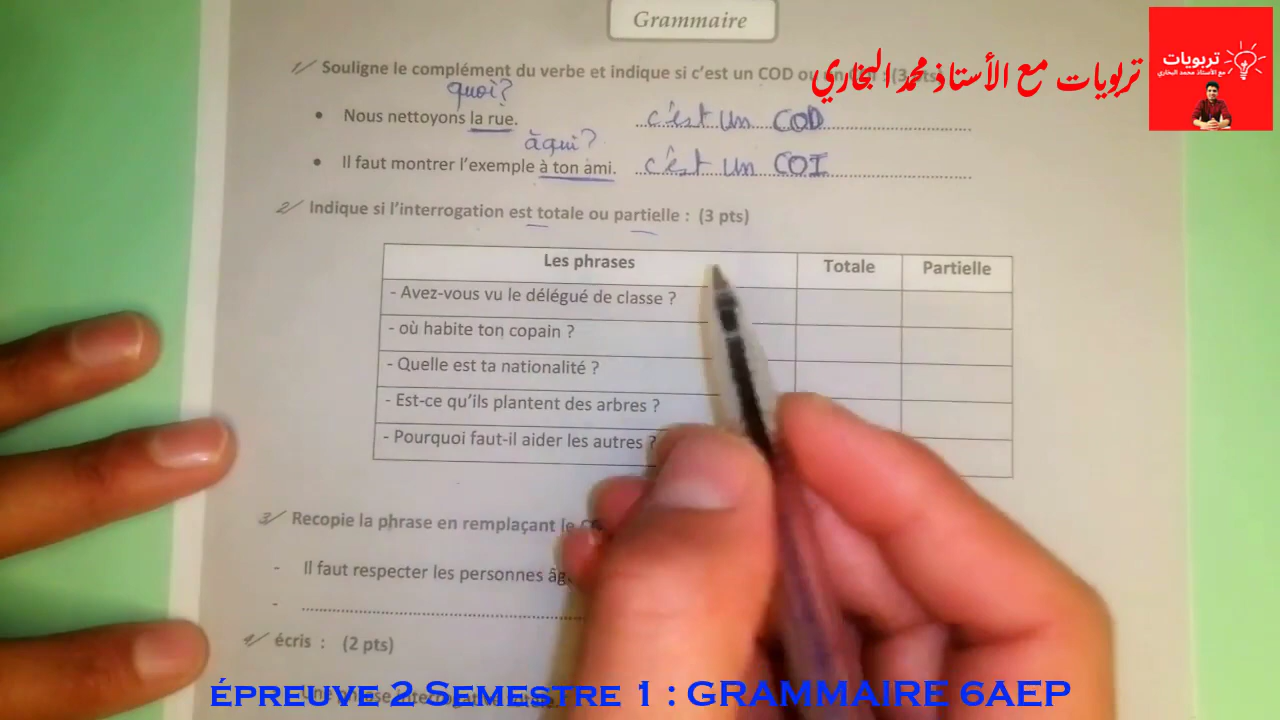 Grammaire
تربويات مع الأستاذ محمد البخاري
تربويات
مع الأستاذ محمد البخاري
1/ Souligne le complément du verbe et indique si c'est un COD ou un
quoi?
• Nous nettoyons la rue. c'est un COD
à qui?
• Il faut montrer l'exemple à ton ami. c'est un COI
2/ Indique si l'interrogation est totale ou partielle : (3 pts)
Les phrases Totale Partielle
- Avez-vous vu le délégué de classe ?
- où habite ton copain ?
- Quelle est ta nationalité ?
- Est-ce qu'ils plantent des arbres ?
- Pourquoi faut-il aider les autres ?
3/ Recopie la phrase en remplaçant le
- Il faut respecter les personnes
- 
4/ écris : (2 pts)
épreuve 2 Semestre 1 : GRAMMAIRE 6AEP